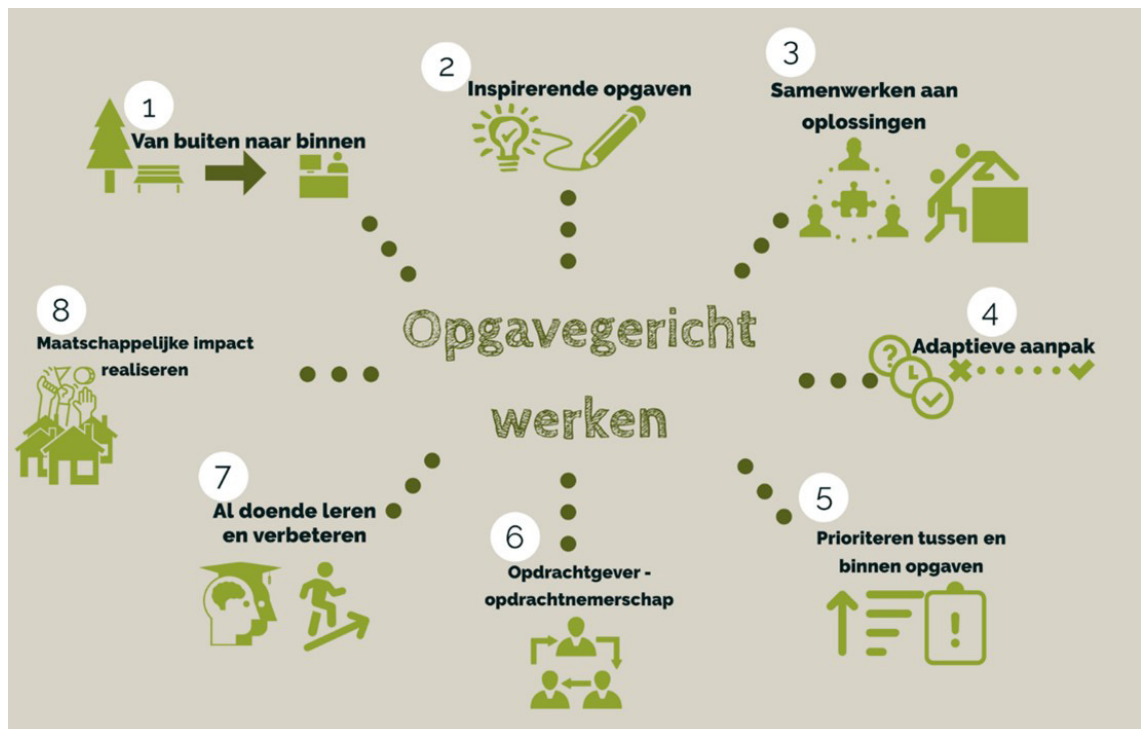 1
Van buiten naar binnen
2
Inspirerende opgaven
3
Samenwerken aan
oplossingen
4
Adaptieve aanpak
5
Prioriteren tussen en
binnen opgaven
6
Opdrachtgever -
opdrachtnemerschap
7
Al doende leren
en verbeteren
8
Maatschappelijke impact
realiseren
Opgavegericht
werken